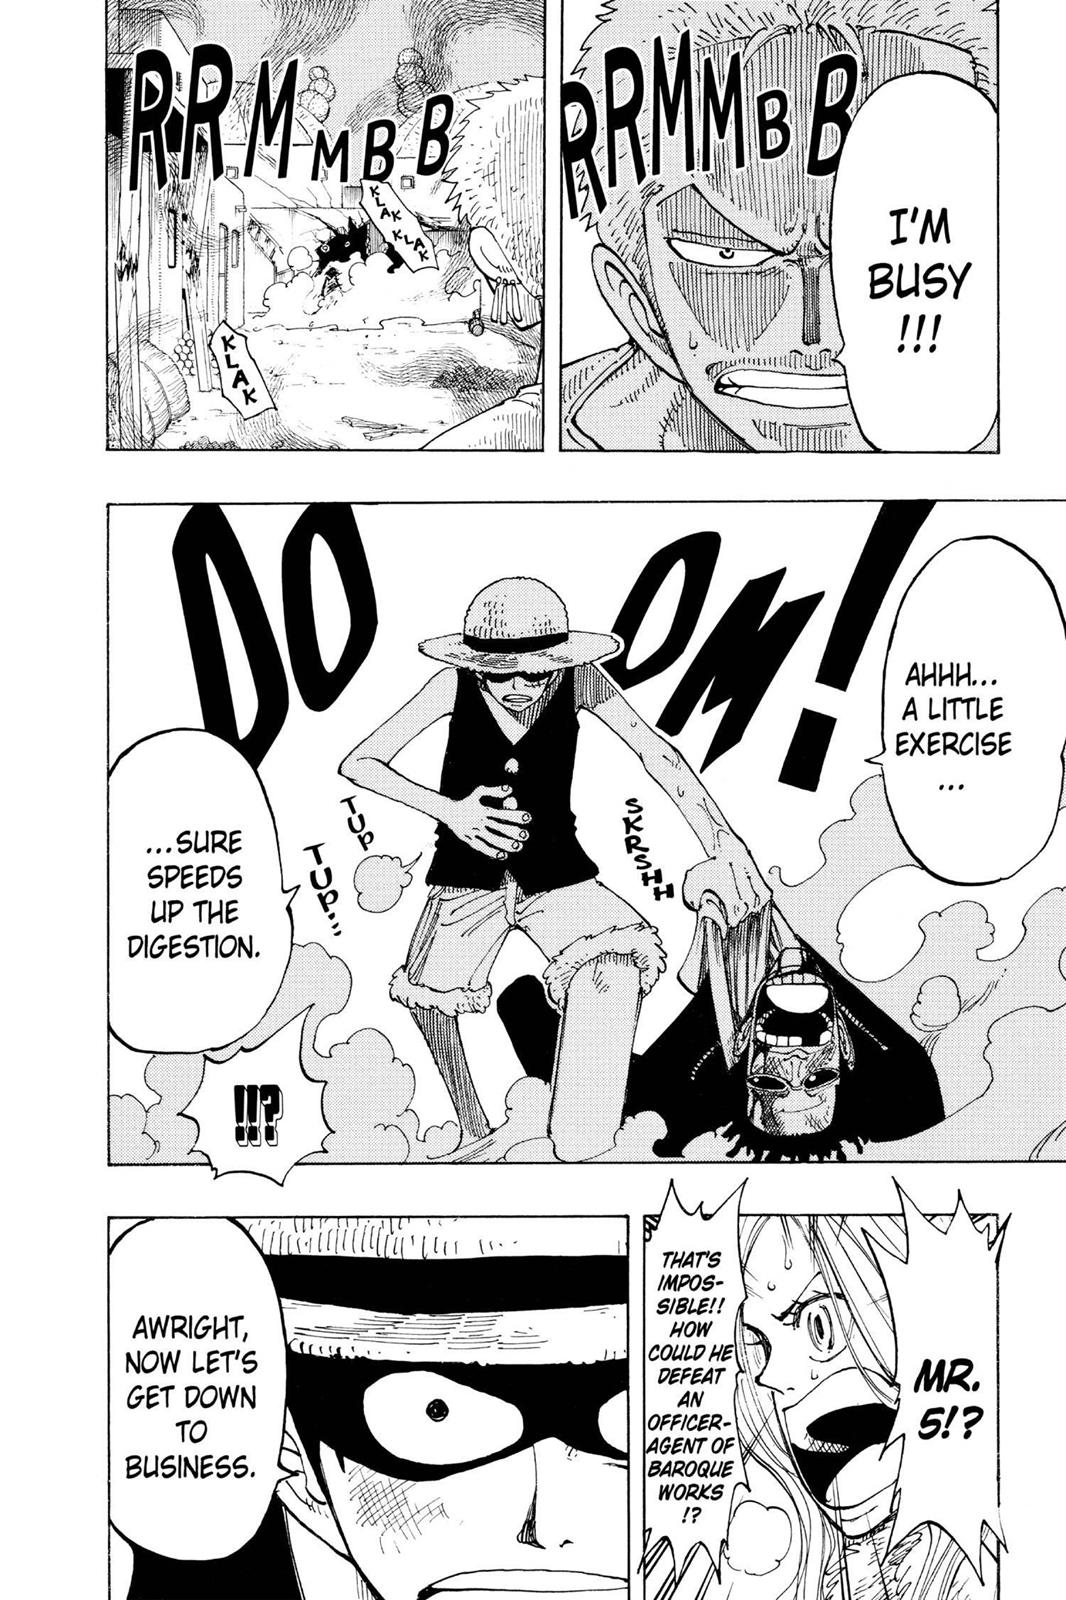 RRMMBB
I'M
BUSY
!!!
RRMMBB
KLAK
KLAK
KLAK
DOOM!
AHHH...
A LITTLE
EXERCISE
...
SKRSHH
TUP
TUP...
...SURE
SPEEDS
UP THE
DIGESTION.
!!?
MR.
5!?
THAT'S
IMPOS-
SIBLE!!
HOW
COULD HE
DEFEAT
AN
OFFICER-
AGENT OF
BAROQUE
WORKS
!?
AWRIGHT,
NOW LET'S
GET DOWN
TO
BUSINESS.